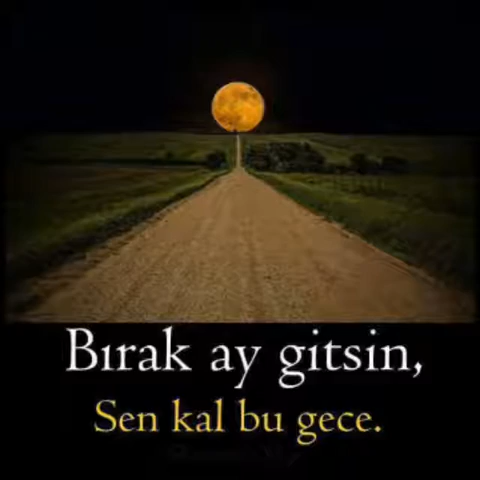 Bırak ay gitsin,
Sen kal bu gece.